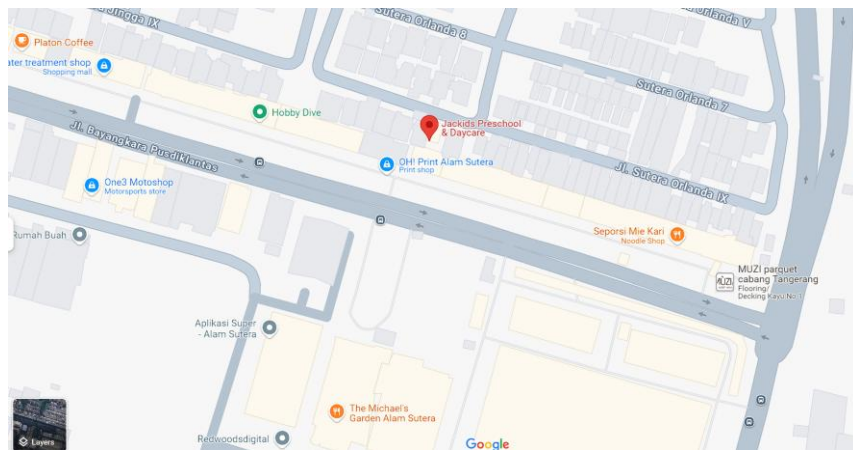 Jingga IX
Sutera Orlanda 8
Orlanda V
Platon Coffee
ater treatment shop
Shopping mall
Hobby Dive
Sutera Orlanda 7
Jackids Preschool
& Daycare
Jl. Bayangkara Pusdiklantas
OH! Print Alam Sutera
Print shop
Jl. Sutera Orlanda IX
One3 Motoshop
Motorsports store
Rumah Buah
Seporsi Mie Kari
Noodle Shop
MUZI
MUZI parquet
cabang Tangerang
Flooring/
Decking Kayu No.1
Aplikasi Super
- Alam Sutera
The Michael's
Garden Alam Sutera
Redwoodsdigital
Layers
Google